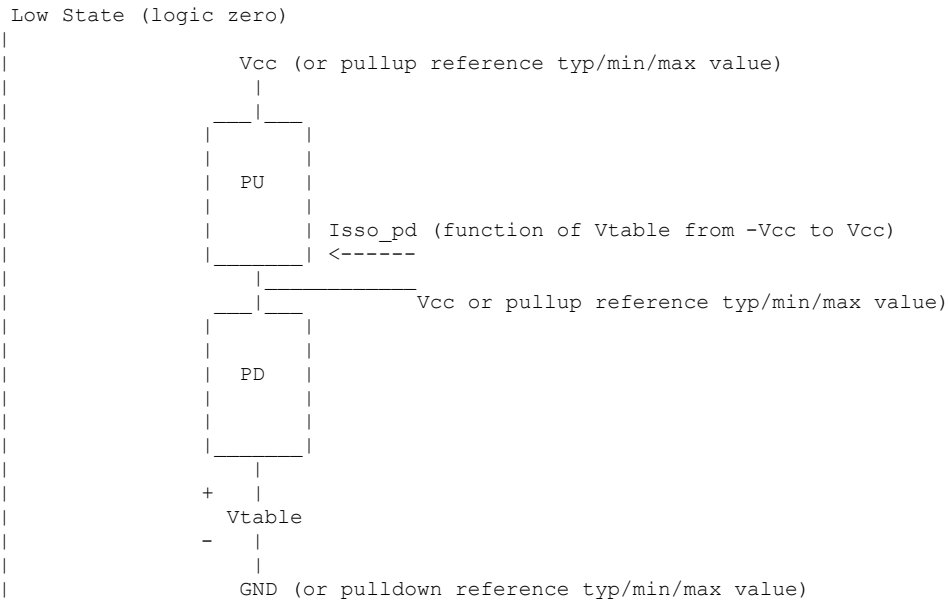 Low State (logic zero)
Vcc (or pullup reference typ/min/max value)
PU
Isso_pd (function of Vtable from -Vcc to Vcc)
<------
Vcc or pullup reference typ/min/max value)
PD
+
Vtable
-
GND (or pulldown reference typ/min/max value)